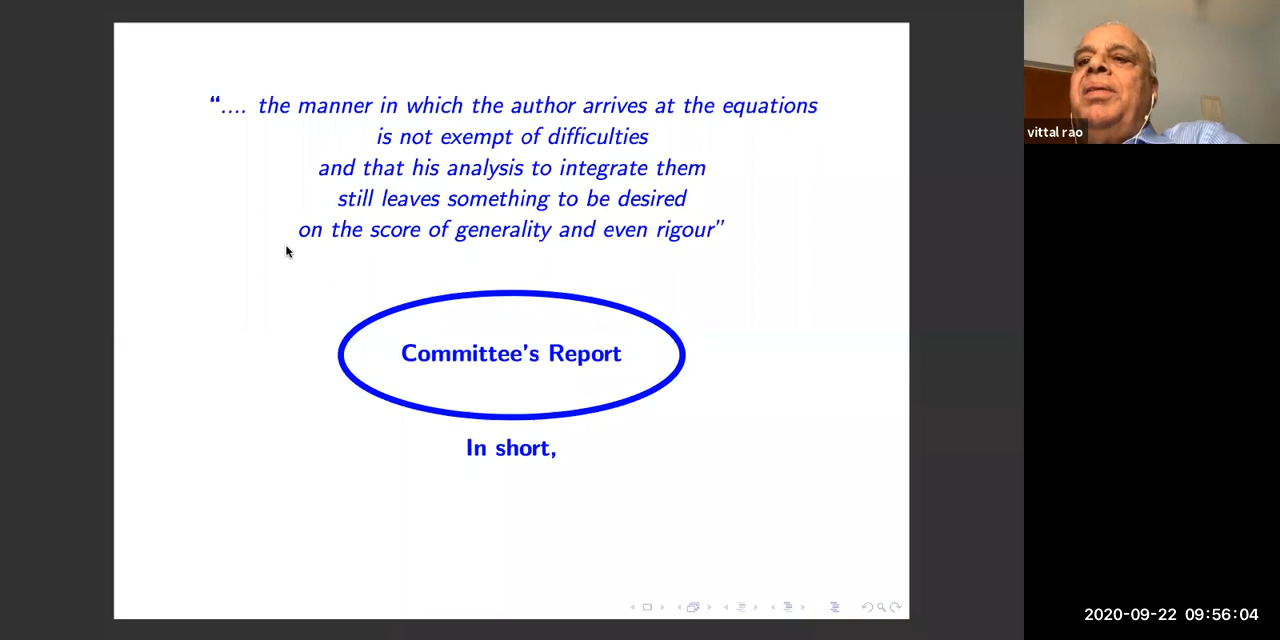 “.... the manner in which the author arrives at the equations
is not exempt of difficulties
and that his analysis to integrate them
still leaves something to be desired
on the score of generality and even rigour”
Committee's Report
In short,
vittal rao
2020-09-22 09:56:04